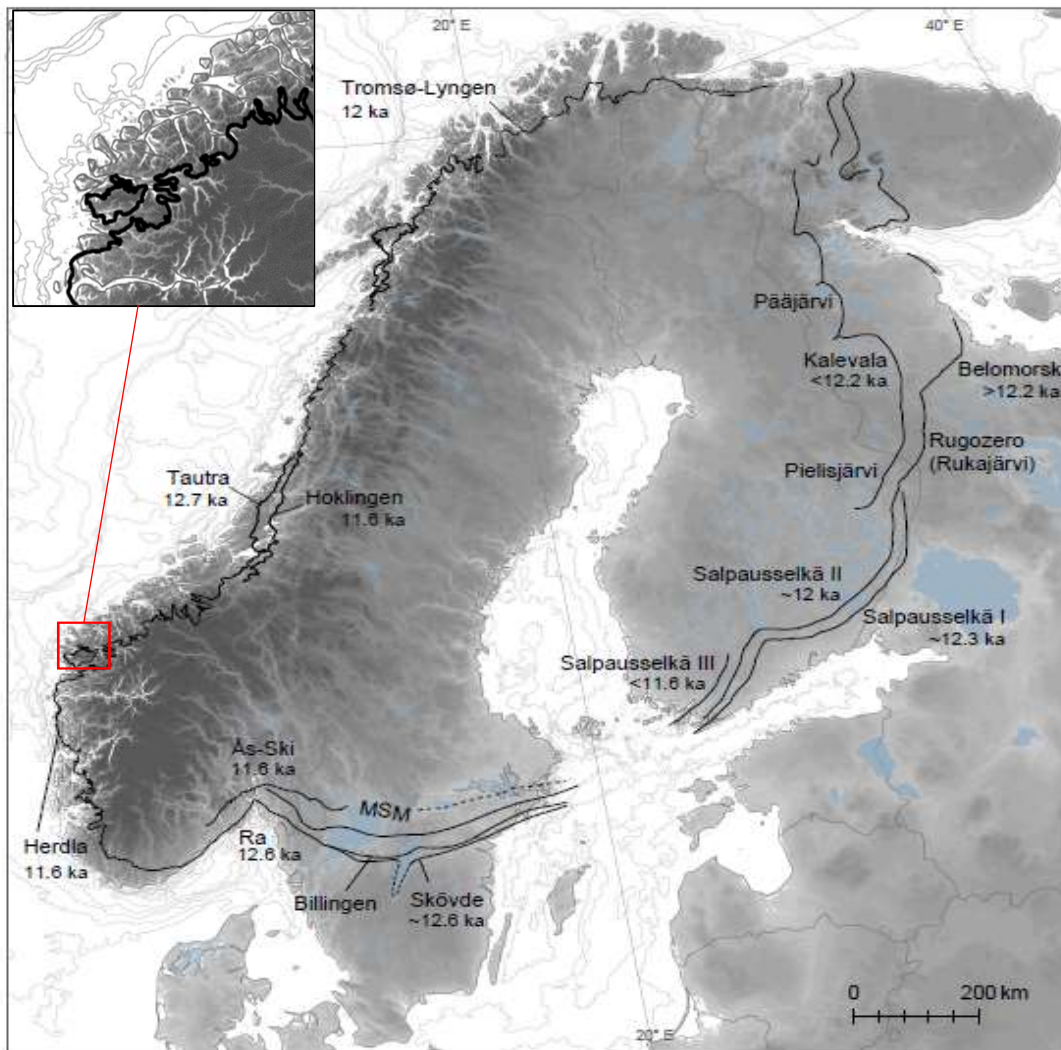 20° E
40° E
Tromsø-Lyngen
12 ka
Pääjärvi
Kalevala
<12.2 ka
Belomorsk
>12.2 ka
Rugozero
(Rukajärvi)
Pielisjärvi
Tautra
12.7 ka
Hoklingen
11.6 ka
Salpausselkä II
~12 ka
Salpausselkä I
~12.3 ka
Salpausselkä III
<11.6 ka
Ås-Ski
11.6 ka
MSM
Herdla
11.6 ka
Ra
12.6 ka
Billingen
Skövde
~12.6 ka
0 200 km
20° E